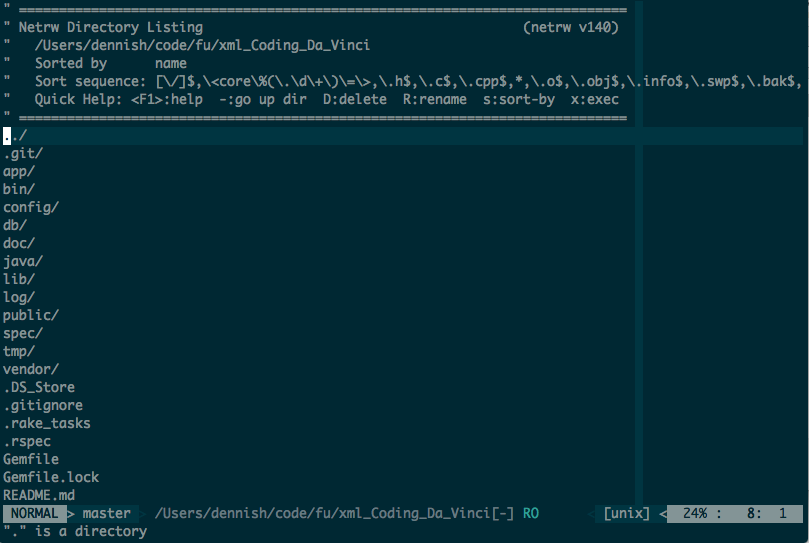 " ============================================================================
" Netrw Directory Listing                                        (netrw v140)
"   /Users/dennish/code/fu/xml_Coding_Da_Vinci
"   Sorted by      name
"   Sort sequence: [\/]$,\<core\%(\.\d\+\)\=\>,\.h$,\.c$,\.cpp$,*,\.o$,\.obj$,\.info$,\.swp$,\.bak$,
"   Quick Help: <F1>:help  -:go up dir  D:delete  R:rename  s:sort-by  x:exec
" ============================================================================
../
.git/
app/
bin/
config/
db/
doc/
java/
lib/
log/
public/
spec/
tmp/
vendor/
.DS_Store
.gitignore
.rake_tasks
.rspec
Gemfile
Gemfile.lock
README.md
NORMAL > master > /Users/dennish/code/fu/xml_Coding_Da_Vinci[-] RO < [unix] < 24% :   8:  1
"." is a directory